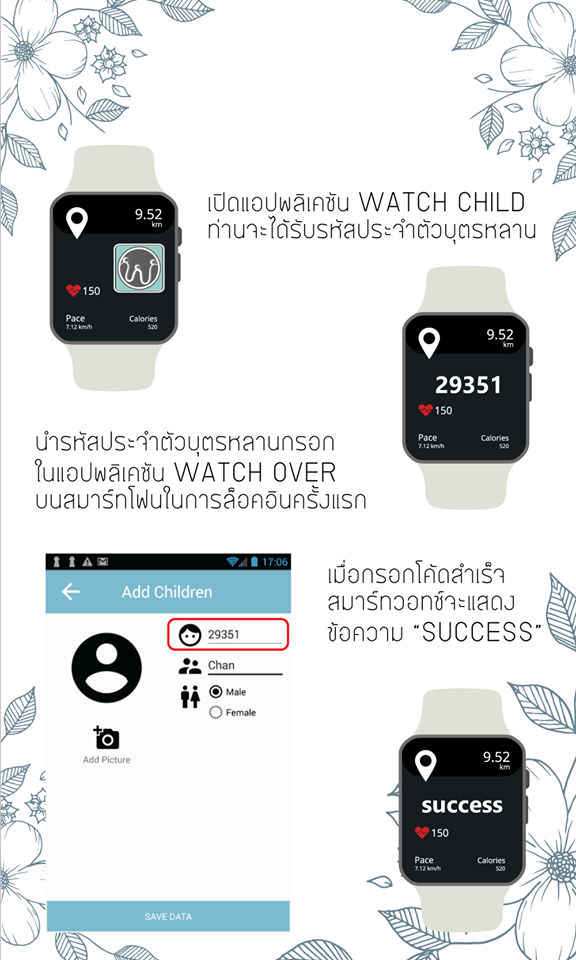 9.52
km
150
Pace
7.12 km/h
Calories
520
เปิดแอปพลิเคชัน WATCH CHILD
ท่านจะได้รับรหัสประจำตัวบุตรหลาน
9.52
km
29351
150
Pace
7.12 km/h
Calories
520
นำรหัสประจำตัวบุตรหลานกรอก
ในแอปพลิเคชัน WATCH OVER
บนสมาร์ทโฟนในการล็อคอินครั้งแรก
17:06
Add Children
29351
Chan
Male
Female
Add Picture
SAVE DATA
เมื่อกรอกโค้ดสำเร็จ
สมาร์ทวอทช์จะแสดง
ข้อความ “SUCCESS”
9.52
km
success
150
Pace
7.12 km/h
Calories
520